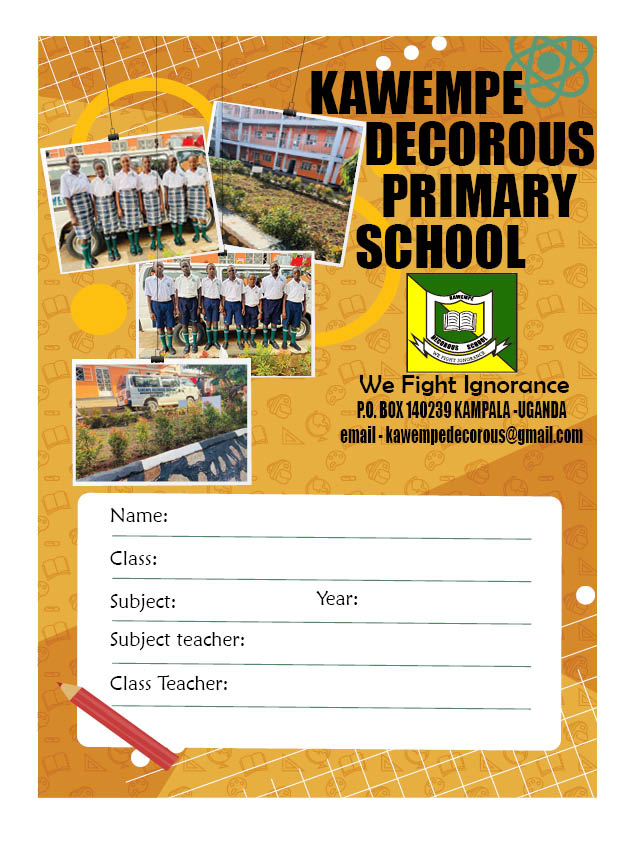 KAWEMPE
DECOROUS
PRIMARY
SCHOOL
KAWEMPE
DECOROUS SCHOOL
WE FIGHT IGNORANCE
We Fight Ignorance
P.O. BOX 140239 KAMPALA -UGANDA
email - kawempedecorous@gmail.com
Name:
Class:
Subject: Year:
Subject teacher:
Class Teacher: